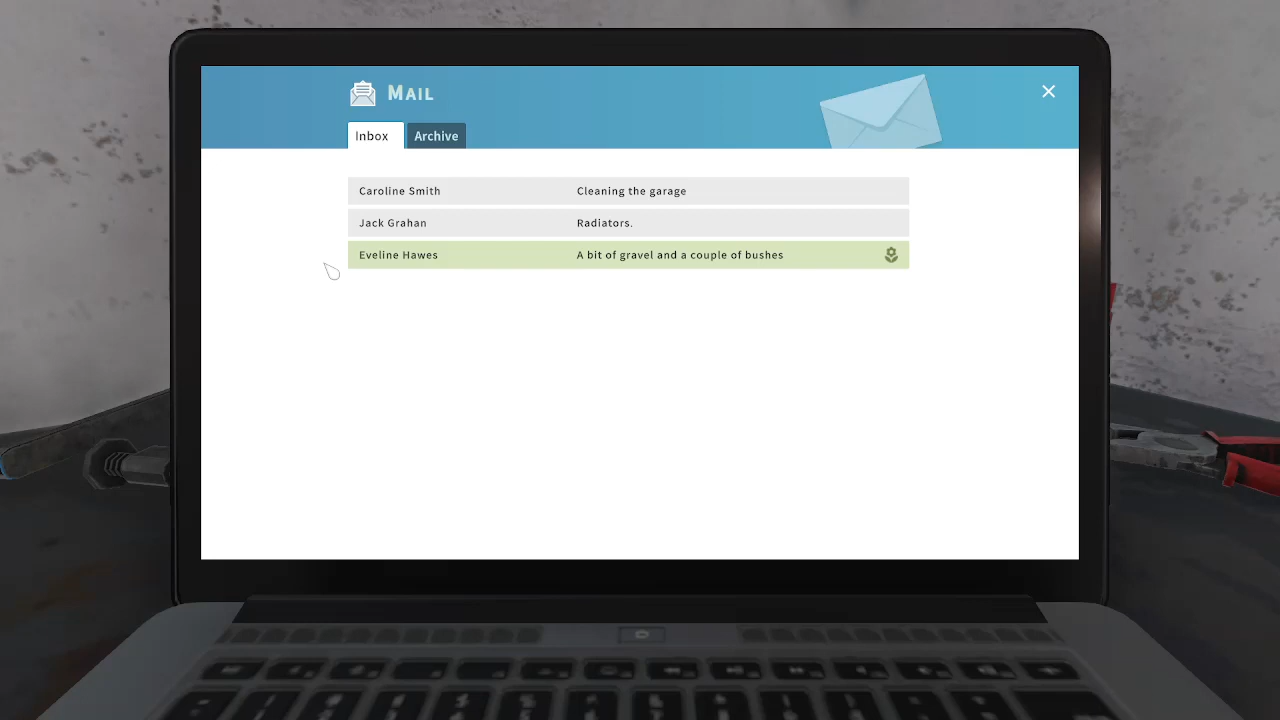 Mail
Inbox Archive
Caroline Smith Cleaning the garage
Jack Grahan Radiators.
Eveline Hawes A bit of gravel and a couple of bushes